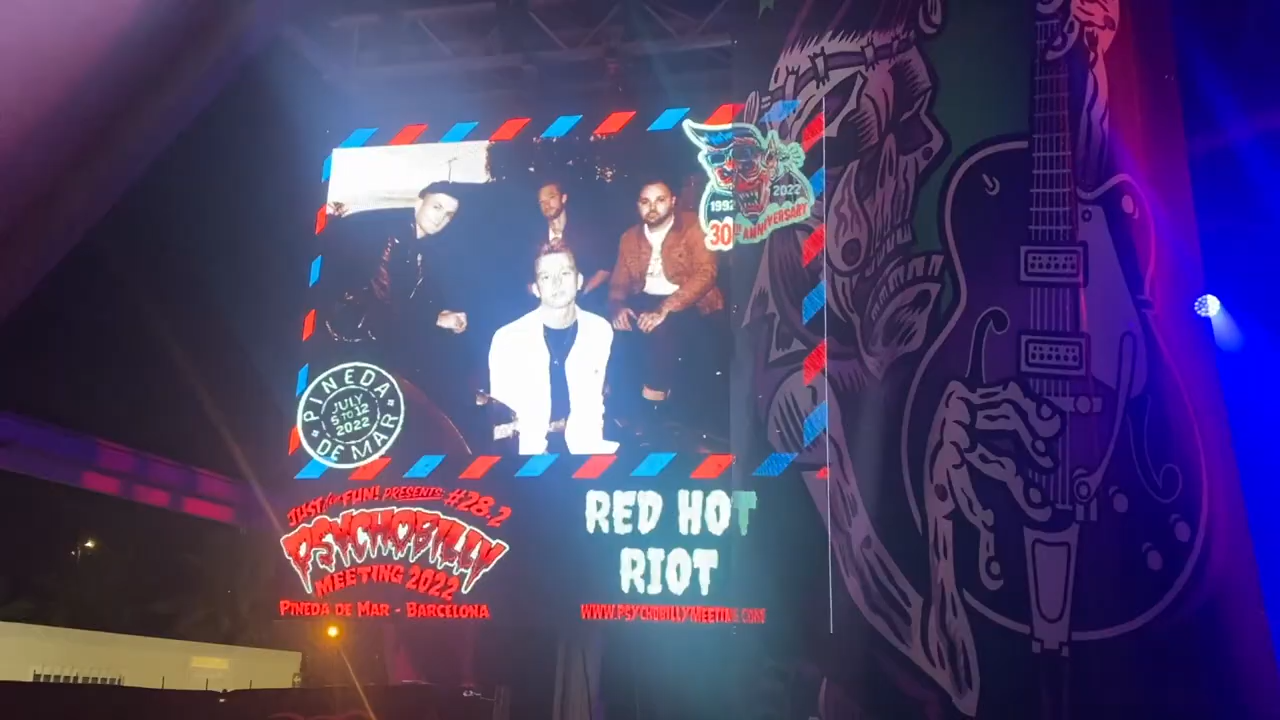 1992 2022
30TH ANNIVERSARY
PINEDA
JULY
5 TO 12
2022
DE MAR
JUST for FUN! PRESENTS: #28.2
PSYCHOBILLY
MEETING 2022
PINEDA DE MAR - BARCELONA
RED HOT
RIOT
WWW.PSYCHOBILLYMEETING.COM